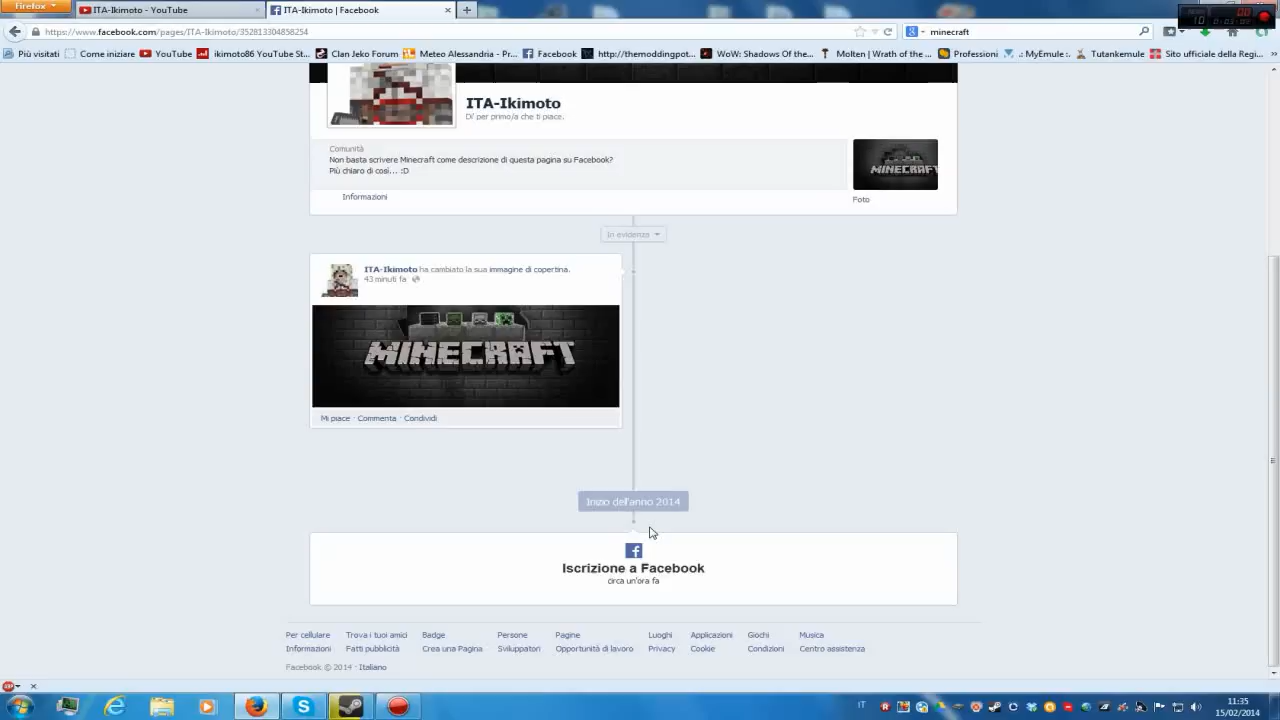 Firefox
ITA-Ikimoto - YouTube
ITA-Ikimoto | Facebook
https://www.facebook.com/pages/ITA-Ikimoto/352813304858254
minecraft
Più visitati
Come iniziare
YouTube
ikimoto86 YouTube St...
Clan Jeko Forum
Meteo Alessandria - Pr...
Facebook
http://themoddingpot...
WoW: Shadows Of the...
Molten | Wrath of the...
Professioni
.: MyEmule :.
Tutankemule
Sito ufficiale della Regi...
ITA-Ikimoto
Di' per primo/a che ti piace.
Comunità
Non basta scrivere Minecraft come descrizione di questa pagina su Facebook?
Più chiaro di così... :D
MINECRAFT
Informazioni
Foto
In evidenza
ITA-Ikimoto ha cambiato la sua immagine di copertina.
43 minuti fa
MINECRAFT
Mi piace · Commenta · Condividi
Inizio dell'anno 2014
Iscrizione a Facebook
circa un'ora fa
Per cellulare Trova i tuoi amici Badge Persone Pagine Luoghi Applicazioni Giochi Musica
Informazioni Fatti pubblicità Crea una Pagina Sviluppatori Opportunità di lavoro Privacy Cookie Condizioni Centro assistenza
Facebook © 2014 · Italiano
IT
11:35
15/02/2014